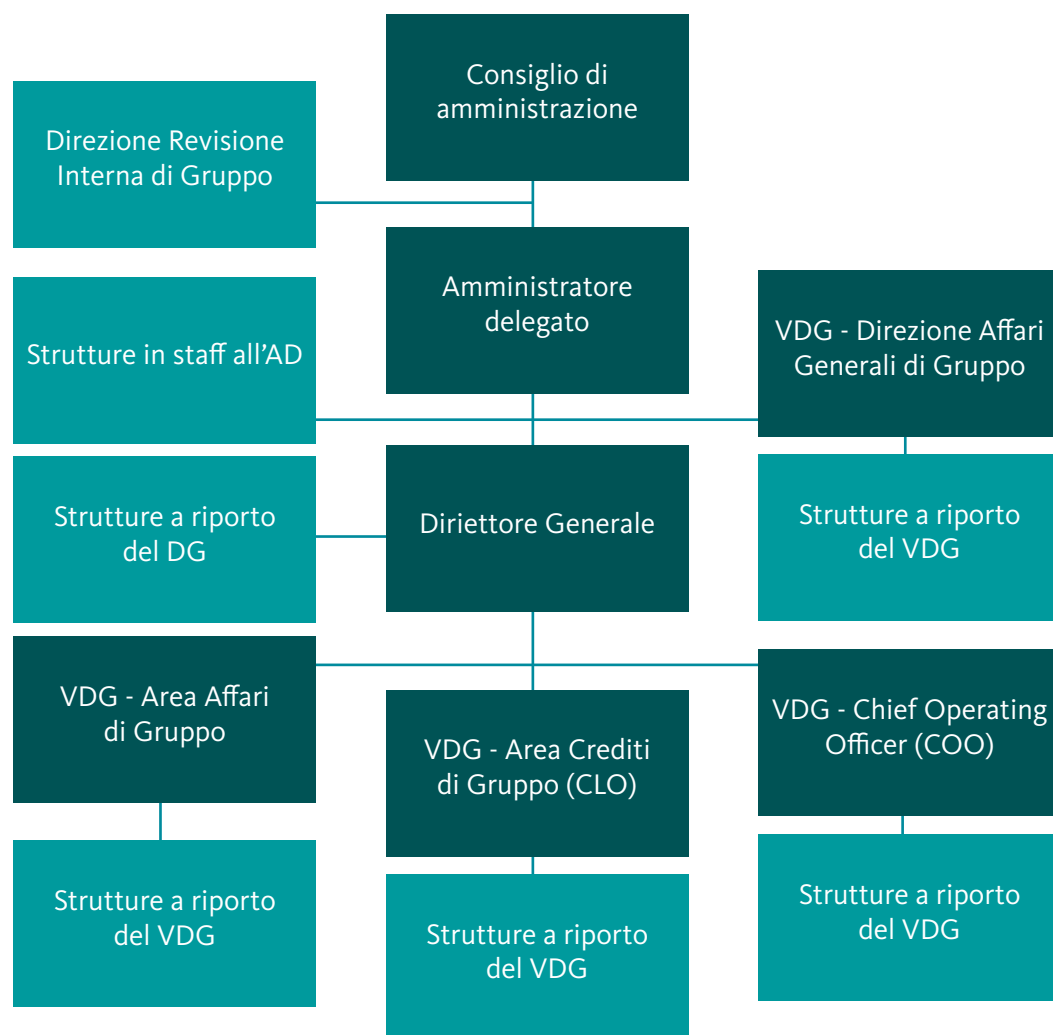 Consiglio di
amministrazione
Direzione Revisione
Interna di Gruppo
Amministratore
delegato
Strutture in staff all’AD
VDG - Direzione Affari
Generali di Gruppo
Strutture a riporto
del DG
Diriettore Generale
Strutture a riporto
del VDG
VDG - Area Affari
di Gruppo
VDG - Area Crediti
di Gruppo (CLO)
VDG - Chief Operating
Officer (COO)
Strutture a riporto
del VDG
Strutture a riporto
del VDG
Strutture a riporto
del VDG